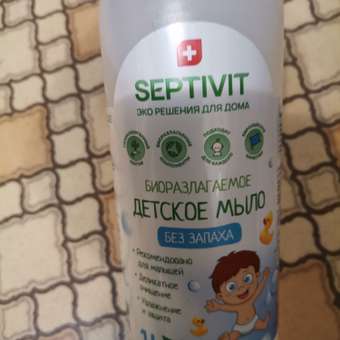 SEPTIVIT
ЭКО РЕШЕНИЯ ДЛЯ ДОМА
БИОРАЗЛАГАЕМОЕ
ДЕТСКОЕ МЫЛО
БЕЗ ЗАПАХА
• Рекомендовано
для малышей
• Деликатное
очищение
• Увлажнение
и защита